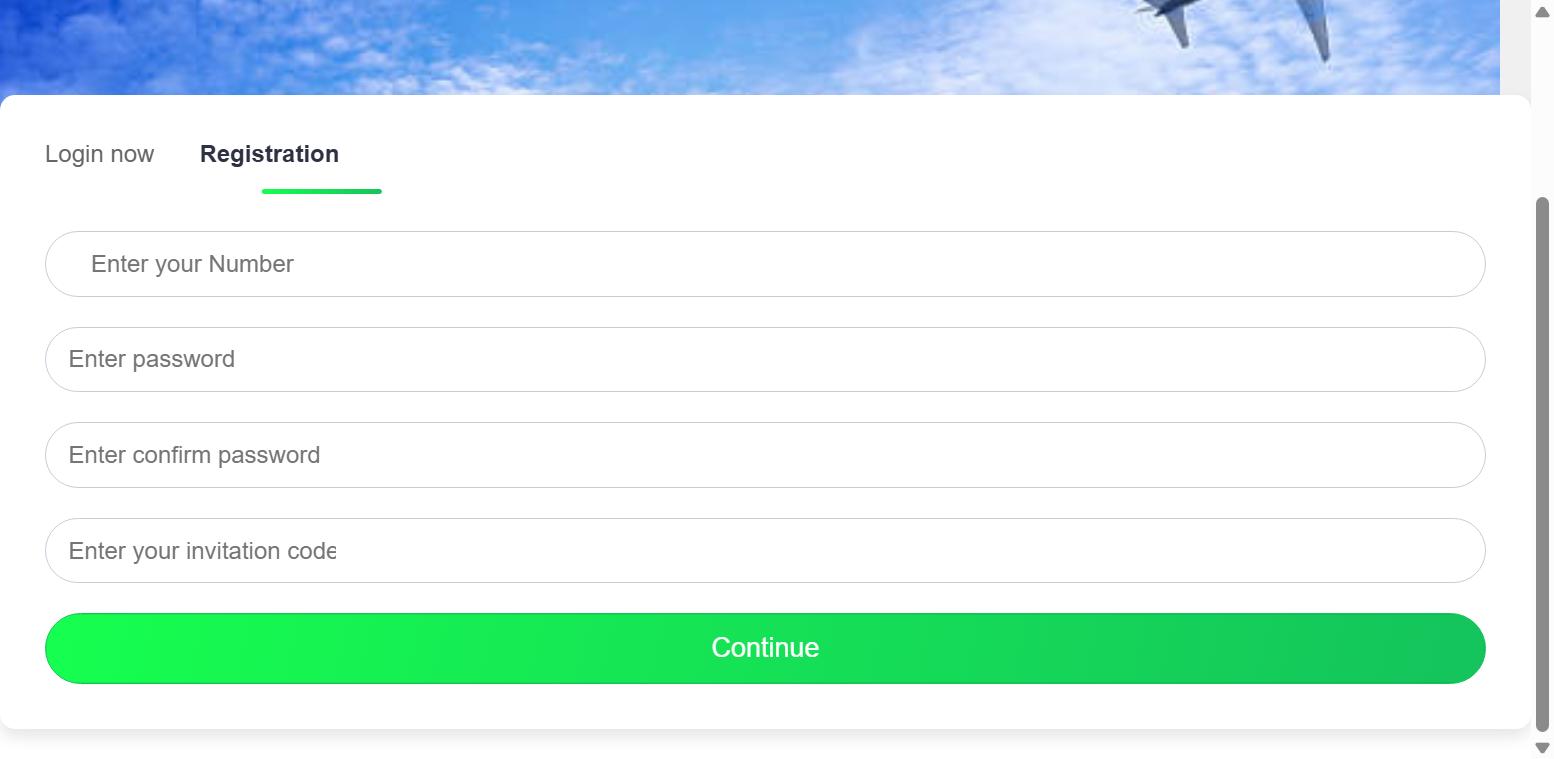 Login now Registration
Enter your Number
Enter password
Enter confirm password
Enter your invitation code
Continue